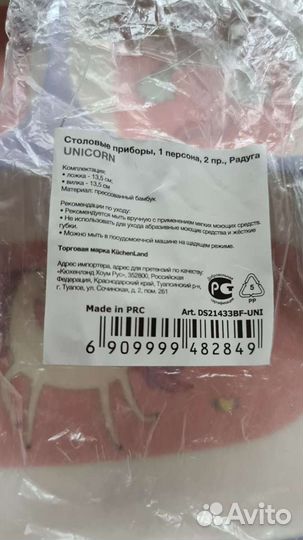 Столовые приборы, 1 персона, 2 пр., Радуга
UNICORN
Комплектация:
• ложка - 13,5 см;
• вилка - 13,5 см
Материал: прессованный бамбук
Рекомендации по уходу:
• Рекомендуется мыть вручную с применением мягких моющих средств.
• Не использовать для ухода абразивные моющие средства и жёсткие
губки.
• Можно мыть в посудомоечной машине на щадящем режиме.
Торговая марка KüchenLand
Адрес импортера, адрес для претензий по качеству:
«Кюхенлэнд Хоум Рус», 352800, Российская
Федерация, Краснодарский край, Туапсинский р-н,
г. Туапсе, ул. Сочинская, д. 2, пом. 261
5
PP
Made in PRC
Art. DS21433BF-UNI
6 909999 482849
Avito